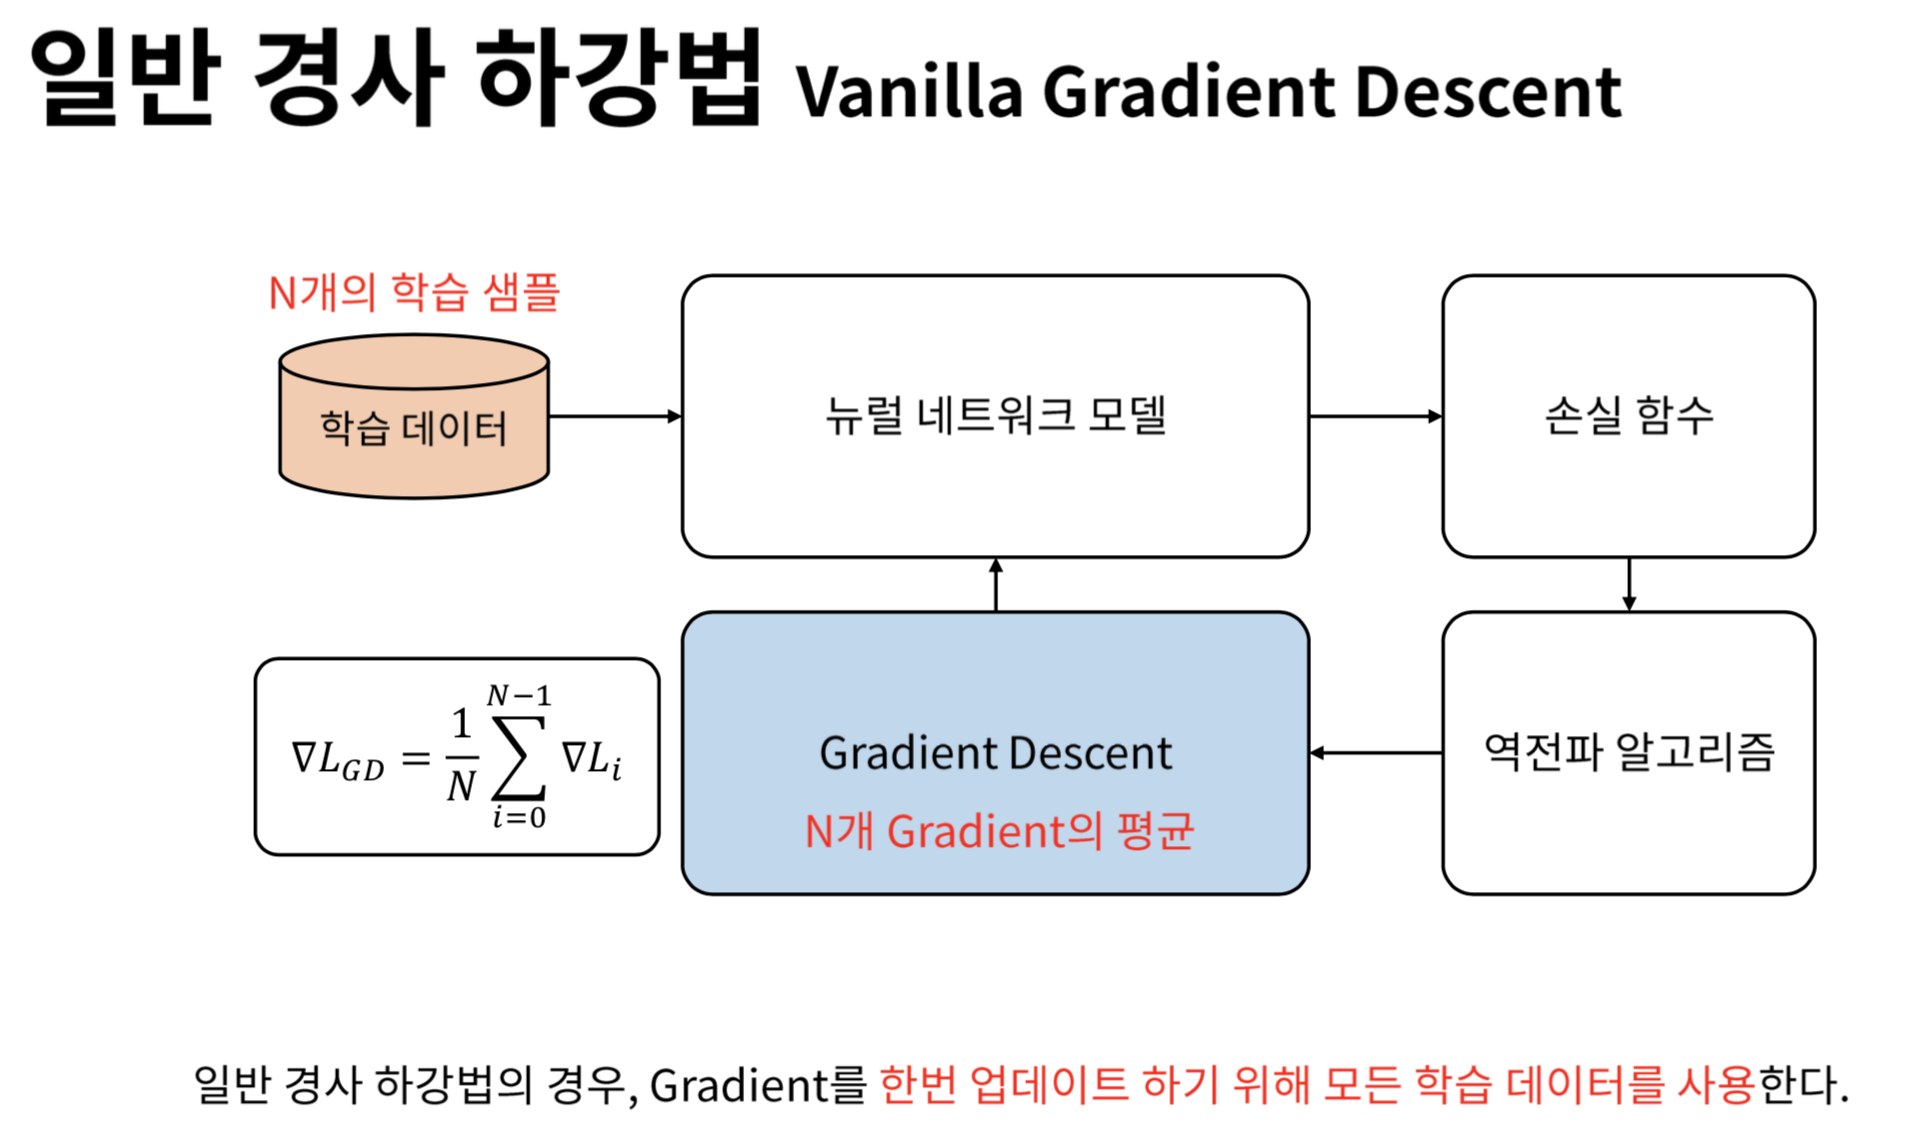 일반 경사 하강법 Vanilla Gradient Descent
N개의 학습 샘플
학습 데이터
뉴럴 네트워크 모델
손실 함수
∇L_{GD} = \frac{1}{N} \sum_{i=0}^{N-1} ∇L_i
Gradient Descent
N개 Gradient의 평균
역전파 알고리즘
일반 경사 하강법의 경우, Gradient를 한번 업데이트 하기 위해 모든 학습 데이터를 사용한다.